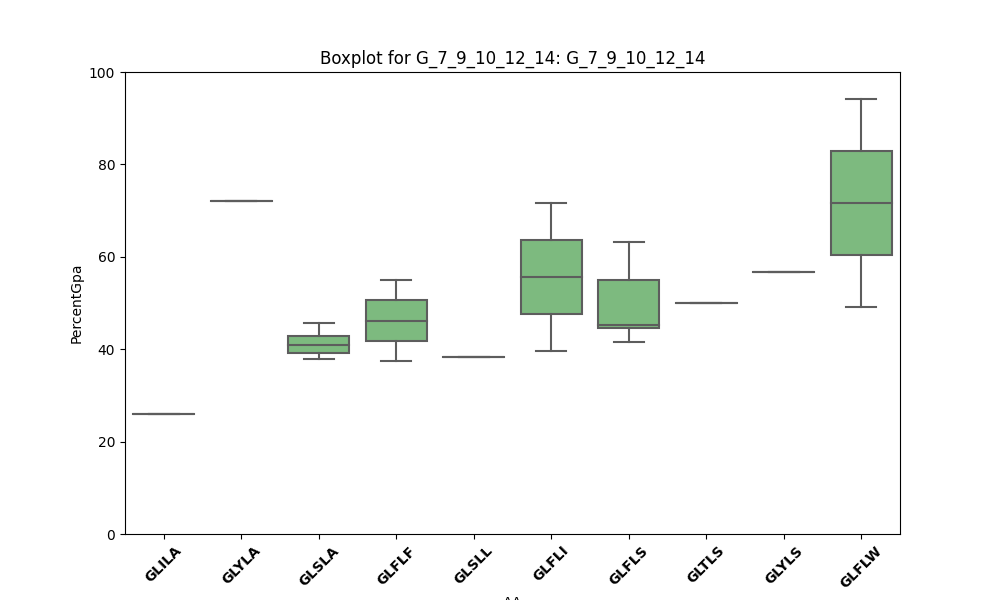 Boxplot for G_7_9_10_12_14: G_7_9_10_12_14
100
80
60
40
20
0
PercentGpa
GLILA
GLYLA
GLSLA
GLFLF
GLSLL
GLFLI
GLFLS
GLTLS
GLYLS
GLFLW